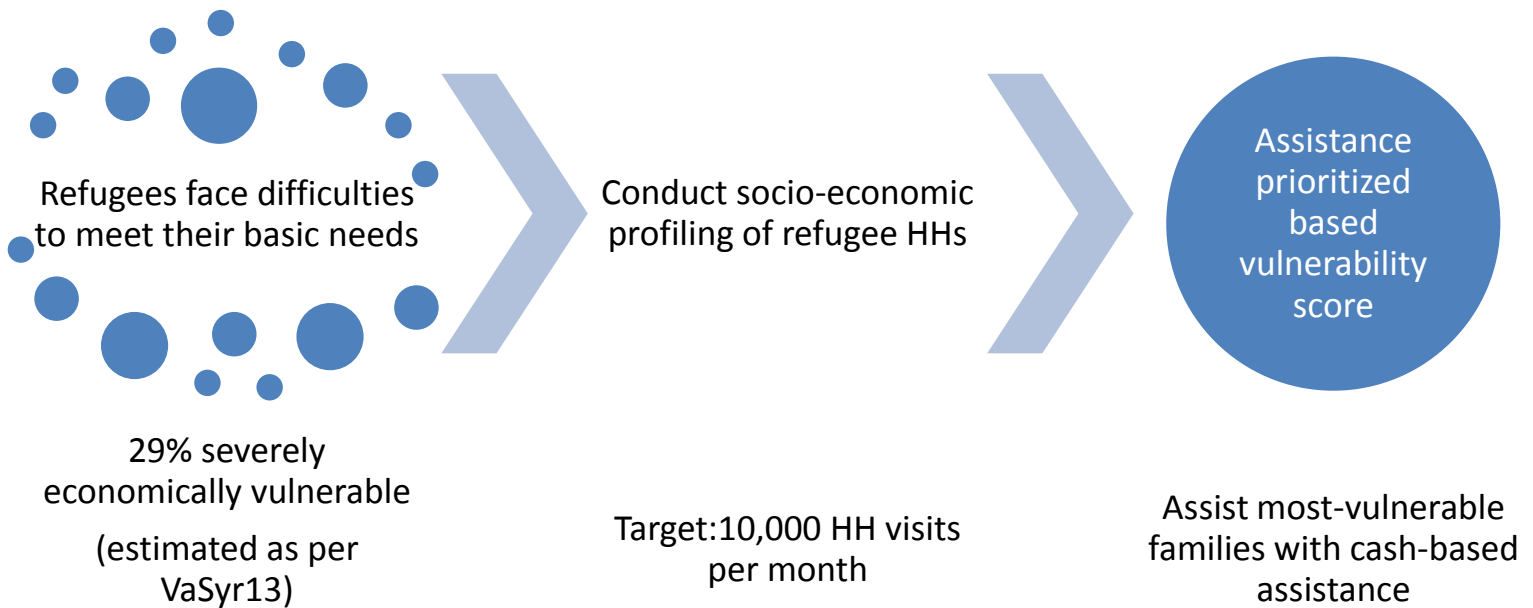 Refugees face difficulties
to meet their basic needs
29% severely
economically vulnerable
(estimated as per
VaSyr13)
Conduct socio-economic
profiling of refugee HHs
Target:10,000 HH visits
per month
Assistance
prioritized
based
vulnerability
score
Assist most-vulnerable
families with cash-based
assistance